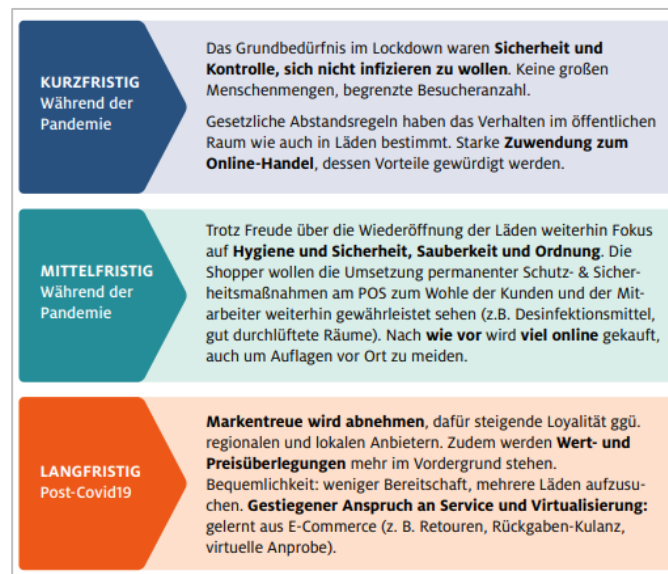 KURZFRISTIG
Während der
Pandemie
Das Grundbedürfnis im Lockdown waren Sicherheit und
Kontrolle, sich nicht infizieren zu wollen. Keine großen
Menschenmengen, begrenzte Besucheranzahl.
Gesetzliche Abstandsregeln haben das Verhalten im öffentlichen
Raum wie auch in Läden bestimmt. Starke Zuwendung zum
Online-Handel, dessen Vorteile gewürdigt werden.
MITTELFRISTIG
Während der
Pandemie
Trotz Freude über die Wiederöffnung der Läden weiterhin Fokus
auf Hygiene und Sicherheit, Sauberkeit und Ordnung. Die
Shopper wollen die Umsetzung permanenter Schutz- & Sicher-
heitsmaßnahmen am POS zum Wohle der Kunden und der Mit-
arbeiter weiterhin gewährleistet sehen (z.B. Desinfektionsmittel,
gut durchlüftete Räume). Nach wie vor wird viel online gekauft,
auch um Auflagen vor Ort zu meiden.
LANGFRISTIG
Post-Covid19
Markentreue wird abnehmen, dafür steigende Loyalität ggü.
regionalen und lokalen Anbietern. Zudem werden Wert- und
Preisüberlegungen mehr im Vordergrund stehen.
Bequemlichkeit: weniger Bereitschaft, mehrere Läden aufzusu-
chen. Gestiegener Anspruch an Service und Virtualisierung:
gelernt aus E-Commerce (z. B. Retouren, Rückgaben-Kulanz,
virtuelle Anprobe).